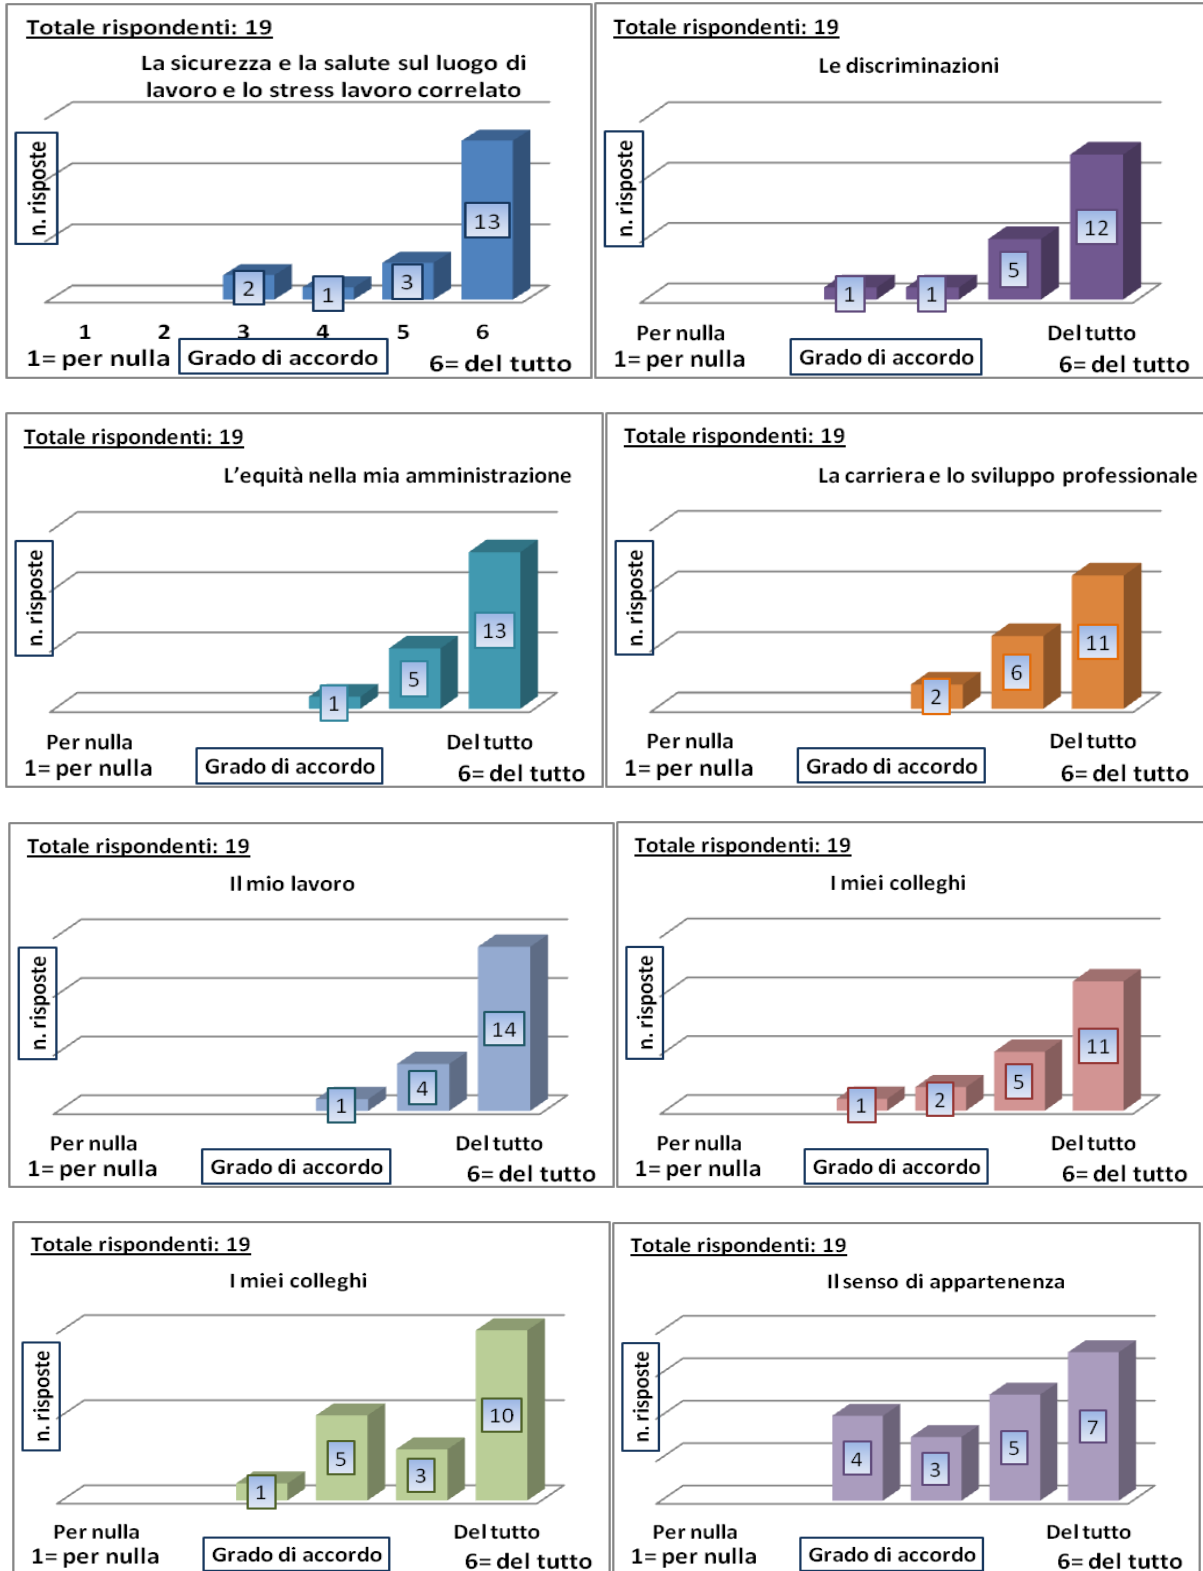 Totale rispondenti: 19
La sicurezza e la salute sul luogo di
lavoro e lo stress lavoro correlato
n. risposte
2
1
3
13
1 2 3 4 5 6
1= per nulla
Grado di accordo
6= del tutto
Totale rispondenti: 19
Le discriminazioni
n. risposte
1
1
5
12
Per nulla
Del tutto
1= per nulla
Grado di accordo
6= del tutto
Totale rispondenti: 19
L'equità nella mia amministrazione
n. risposte
1
5
13
Per nulla
Del tutto
1= per nulla
Grado di accordo
6= del tutto
Totale rispondenti: 19
La carriera e lo sviluppo professionale
n. risposte
2
6
11
Per nulla
Del tutto
1= per nulla
Grado di accordo
6= del tutto
Totale rispondenti: 19
Il mio lavoro
n. risposte
1
4
14
Per nulla
Del tutto
1= per nulla
Grado di accordo
6= del tutto
Totale rispondenti: 19
I miei colleghi
n. risposte
1
2
5
11
Per nulla
Del tutto
1= per nulla
Grado di accordo
6= del tutto
Totale rispondenti: 19
I miei colleghi
n. risposte
1
5
3
10
Per nulla
Del tutto
1= per nulla
Grado di accordo
6= del tutto
Totale rispondenti: 19
Il senso di appartenenza
n. risposte
4
3
5
7
Per nulla
Del tutto
1= per nulla
Grado di accordo
6= del tutto